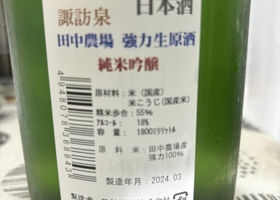 日本酒
諏訪泉
田中農場 強力生原酒
純米吟醸
原材料：米（国産）
米こうじ（国産米）
精米歩合：55%
アルコール： 18%
容量：1800ミリリットル
原料米：田中農場産
強力100%
製造年月：2024.03
4948078368843